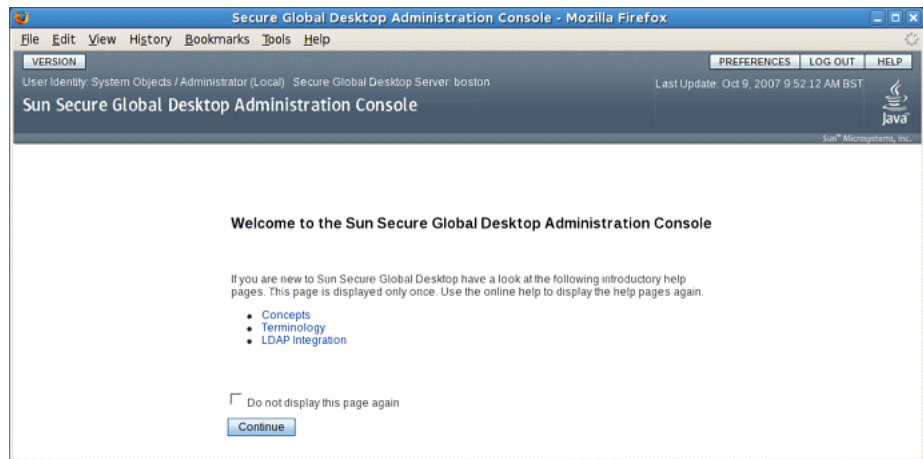 Secure Global Desktop Administration Console - Mozilla Firefox
File Edit View History Bookmarks Tools Help
VERSION PREFERENCES LOG OUT HELP
User Identity: System Objects / Administrator (Local) Secure Global Desktop Server: boston Last Update: Oct 9, 2007 9:52:12 AM BST
Sun Secure Global Desktop Administration Console
Java™
Sun™ Microsystems, Inc.
Welcome to the Sun Secure Global Desktop Administration Console
If you are new to Sun Secure Global Desktop have a look at the following introductory help
pages. This page is displayed only once. Use the online help to display the help pages again.
• Concepts
• Terminology
• LDAP Integration
Do not display this page again
Continue